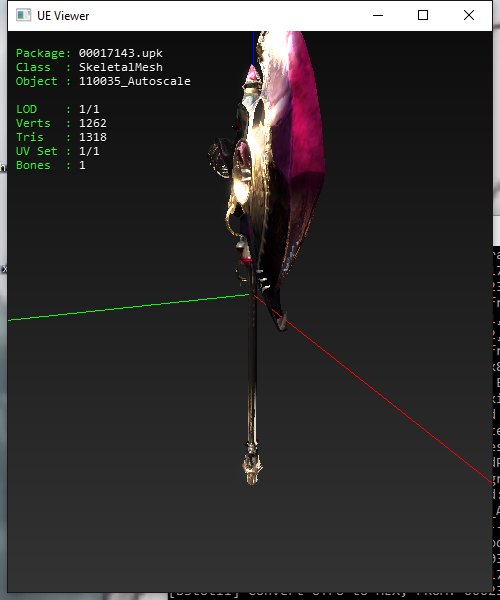 UE Viewer
Package: 00017143.upk
Class  : SkeletalMesh
Object : 110035_Autoscale
LOD    : 1/1
Verts  : 1262
Tris   : 1318
UV Set : 1/1
Bones  : 1